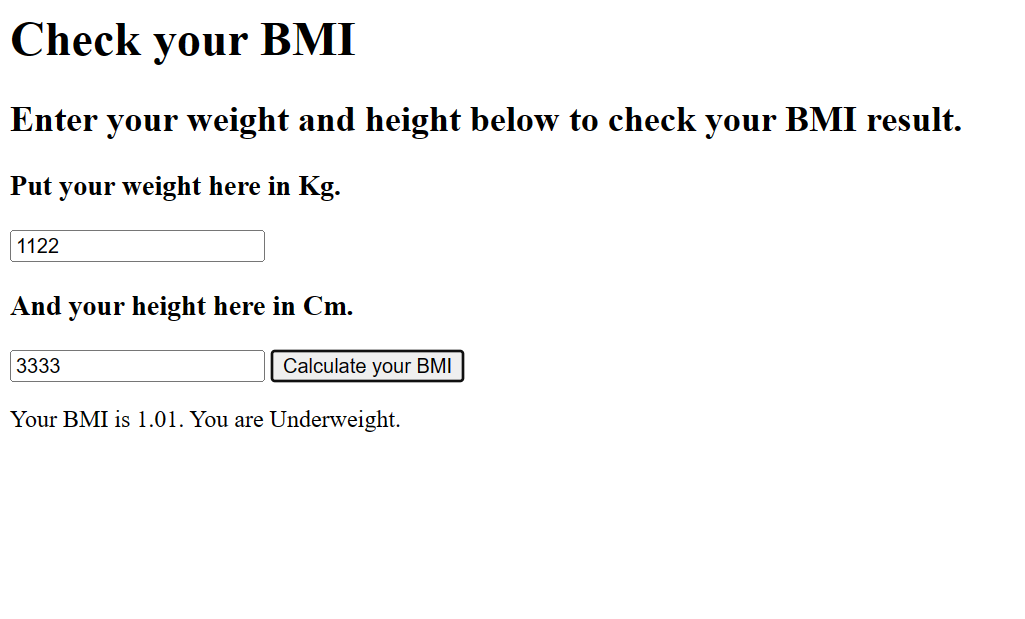 Check your BMI
Enter your weight and height below to check your BMI result.
Put your weight here in Kg.
1122
And your height here in Cm.
3333 Calculate your BMI
Your BMI is 1.01. You are Underweight.